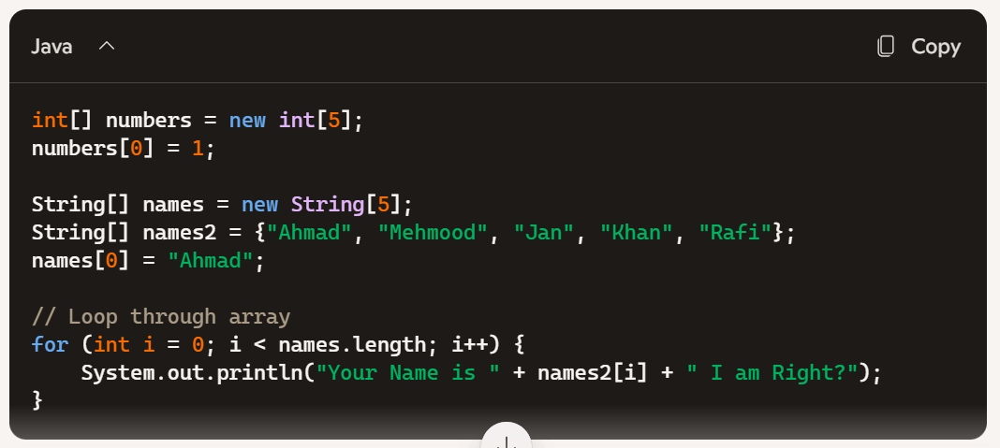 Java
Copy
int[] numbers = new int[5];
numbers[0] = 1;
String[] names = new String[5];
String[] names2 = {"Ahmad", "Mehmood", "Jan", "Khan", "Rafi"};
names[0] = "Ahmad";
// Loop through array
for (int i = 0; i < names.length; i++) {
    System.out.println("Your Name is " + names2[i] + " I am Right?");
}